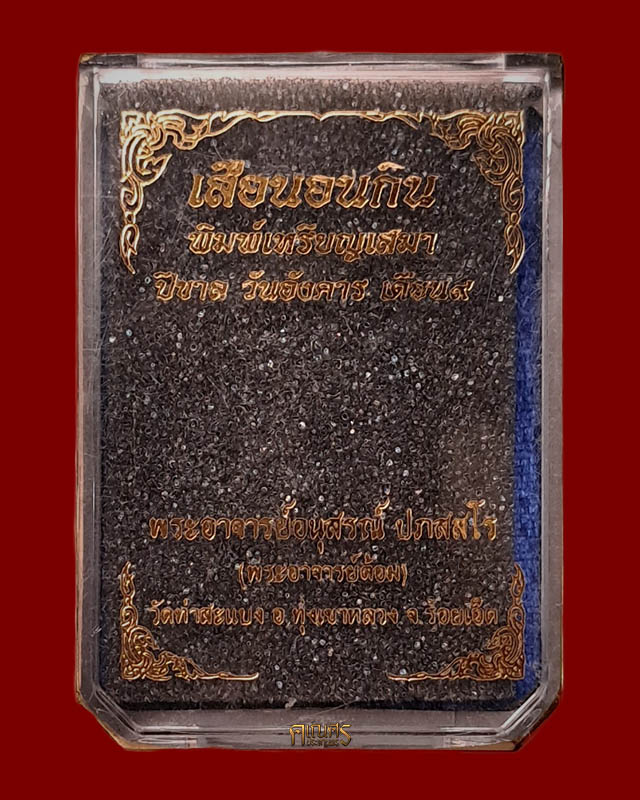 เสือนอนกิน
พิมพ์เหรียญเสมา
ปีขาล วันอังคาร เดือน๙
พระอาจารย์อนุสรณ์ ปภสสโร
(พระอาจารย์ต้อม)
วัดท่าสะแบง อ.ทุ่งเขาหลวง จ.ร้อยเอ็ด